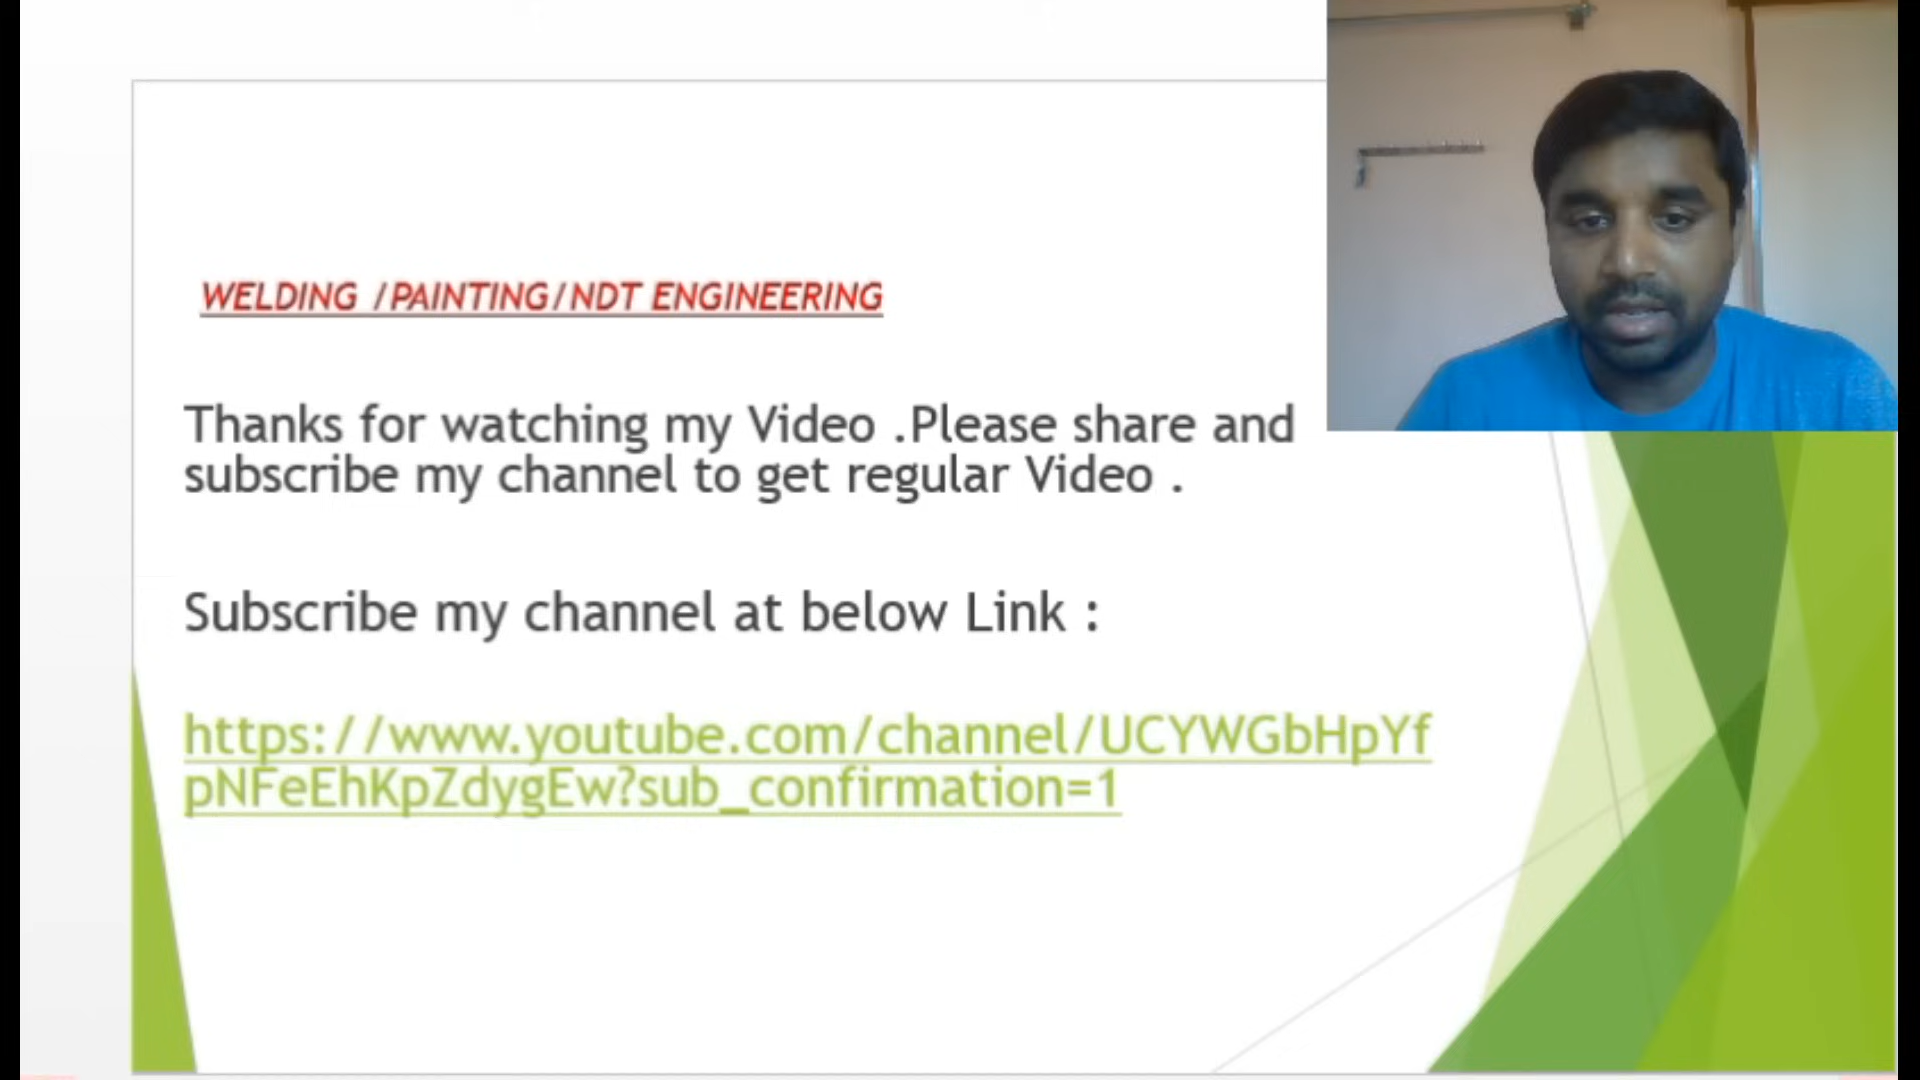 WELDING /PAINTING/NDT ENGINEERING
Thanks for watching my Video .Please share and
subscribe my channel to get regular Video .
Subscribe my channel at below Link :
https://www.youtube.com/channel/UCYWGbHpYf
pNFeEhKpZdygEw?sub_confirmation=1